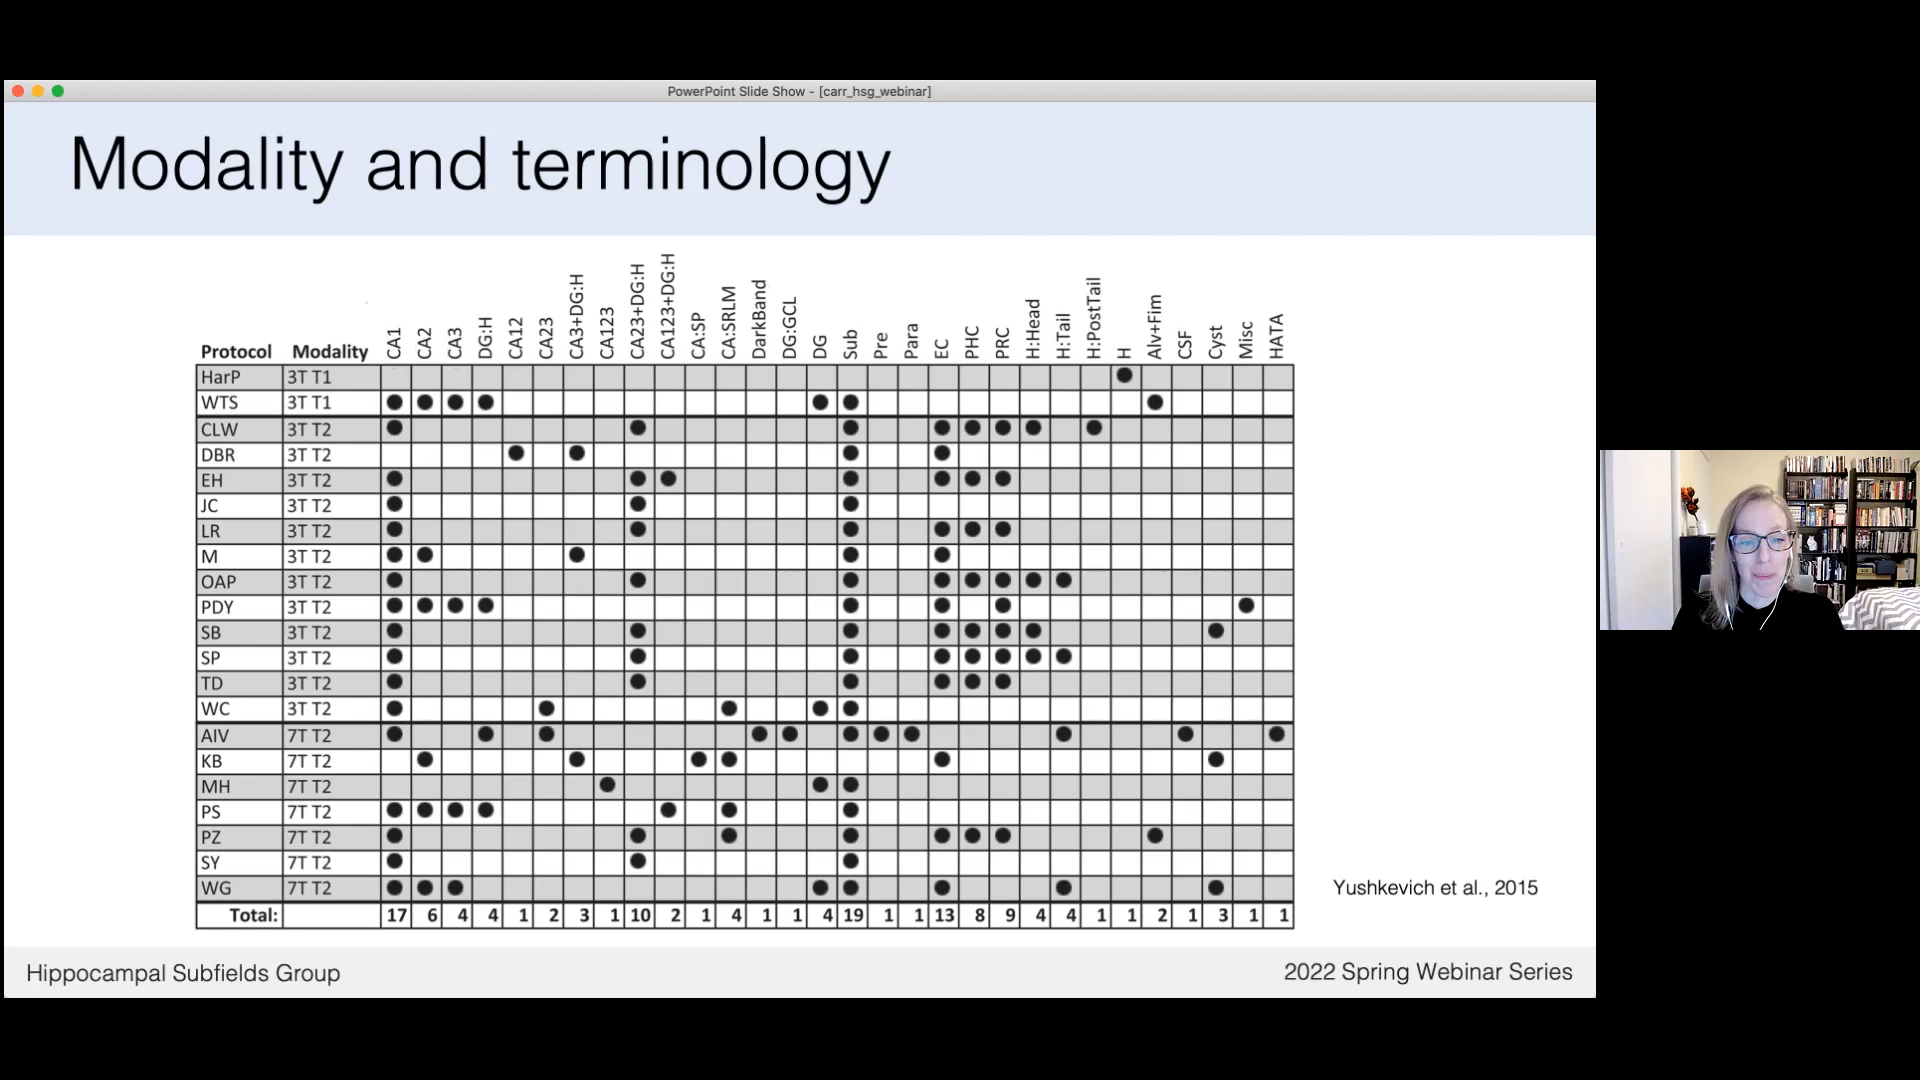 PowerPoint Slide Show - [carr_hsg_webinar]
Modality and terminology
Protocol Modality CA1 CA2 CA3 DG:H CA12 CA23 CA3+DG:H CA123 CA23+DG:H CA123+DG:H CA:SP CA:SRLM DarkBand DG:GCL DG Sub Pre Para EC PHC PRC H:Head H:Tail H:PostTail H Alv+Fim CSF Cyst Misc HATA
HarP 3T T1
WTS 3T T1
CLW 3T T2
DBR 3T T2
EH 3T T2
JC 3T T2
LR 3T T2
M 3T T2
OAP 3T T2
PDY 3T T2
SB 3T T2
SP 3T T2
TD 3T T2
WC 3T T2
AIV 7T T2
KB 7T T2
MH 7T T2
PS 7T T2
PZ 7T T2
SY 7T T2
WG 7T T2
Total: 17 6 4 4 1 2 3 1 10 2 1 4 1 1 4 19 1 1 13 8 9 4 4 1 1 2 1 3 1 1
Yushkevich et al., 2015
Hippocampal Subfields Group
2022 Spring Webinar Series